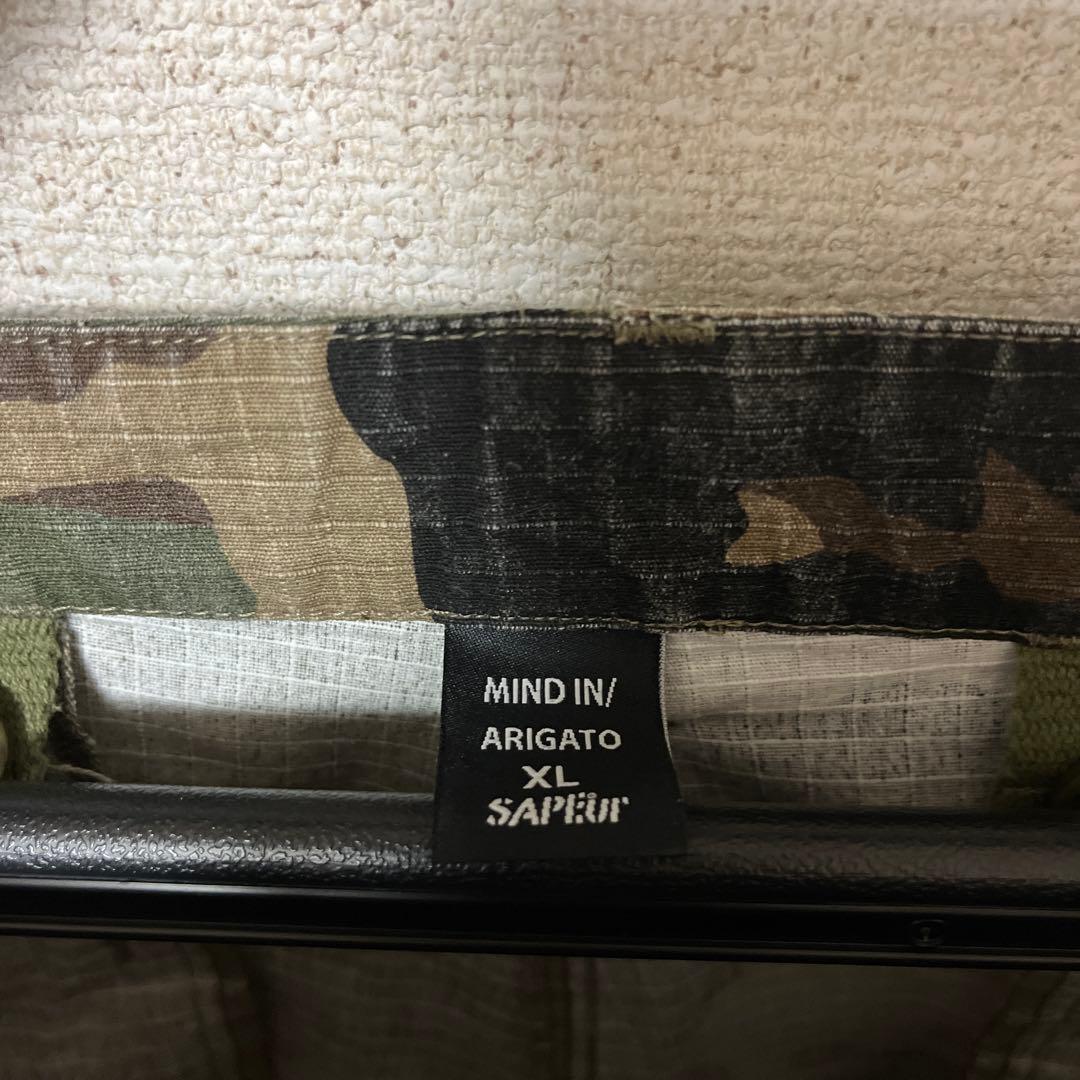 MIND IN/
ARIGATO
XL
SAPEur